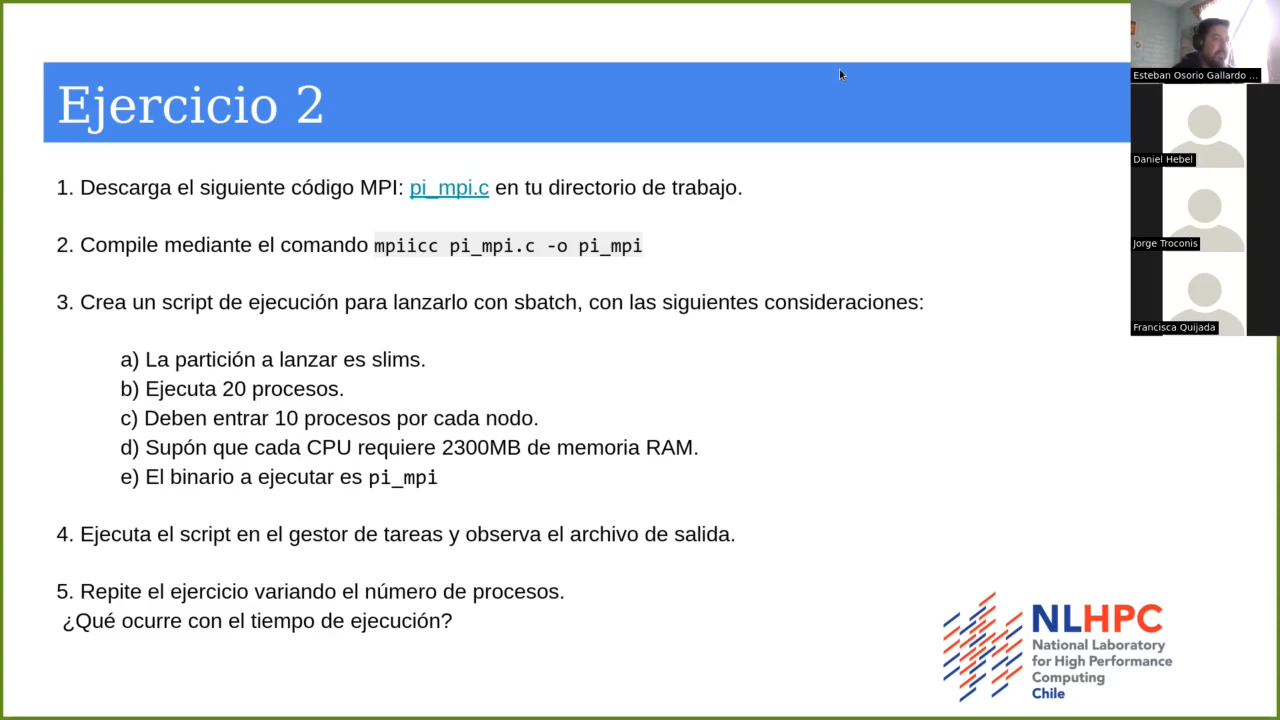 Ejercicio 2
1. Descarga el siguiente código MPI: pi_mpi.c en tu directorio de trabajo.
2. Compile mediante el comando mpiicc pi_mpi.c -o pi_mpi
3. Crea un script de ejecución para lanzarlo con sbatch, con las siguientes consideraciones:
a) La partición a lanzar es slims.
b) Ejecuta 20 procesos.
c) Deben entrar 10 procesos por cada nodo.
d) Supón que cada CPU requiere 2300MB de memoria RAM.
e) El binario a ejecutar es pi_mpi
4. Ejecuta el script en el gestor de tareas y observa el archivo de salida.
5. Repite el ejercicio variando el número de procesos.
¿Qué ocurre con el tiempo de ejecución?
NLHPC
National Laboratory
for High Performance
Computing
Chile
Esteban Osorio Gallardo ...
Daniel Hebel
Jorge Troconis
Francisca Quijada